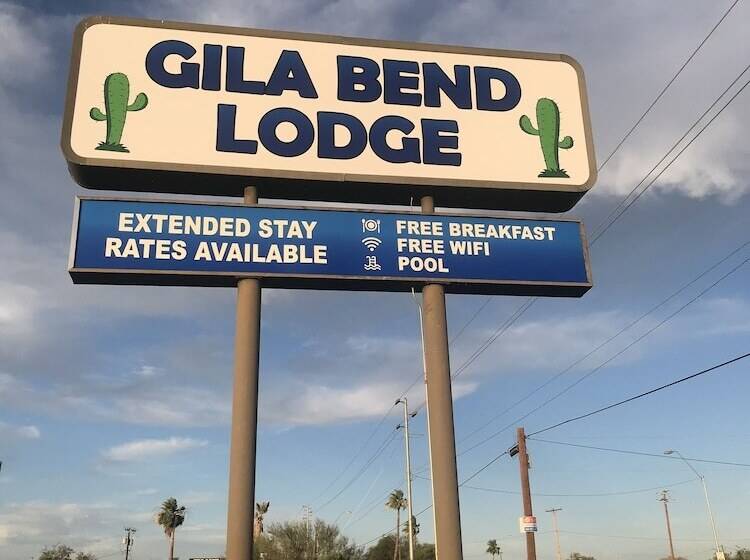 GILA BEND
LODGE
EXTENDED STAY
RATES AVAILABLE
FREE BREAKFAST
FREE WIFI
POOL